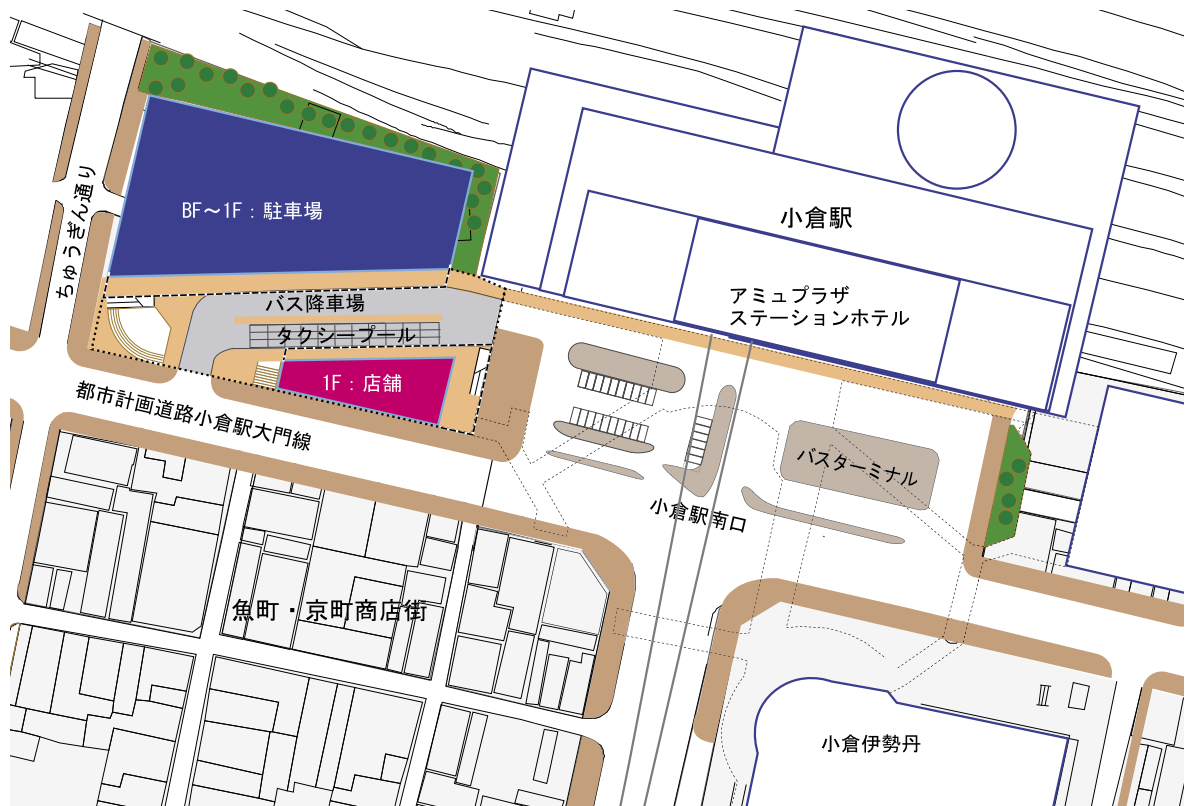 ちゅうぎん通り
BF～1F：駐車場
小倉駅
アミュプラザ
ステーションホテル
バス降車場
タクシープール
1F：店舗
都市計画道路小倉駅大門線
バスターミナル
小倉駅南口
魚町・京町商店街
小倉伊勢丹